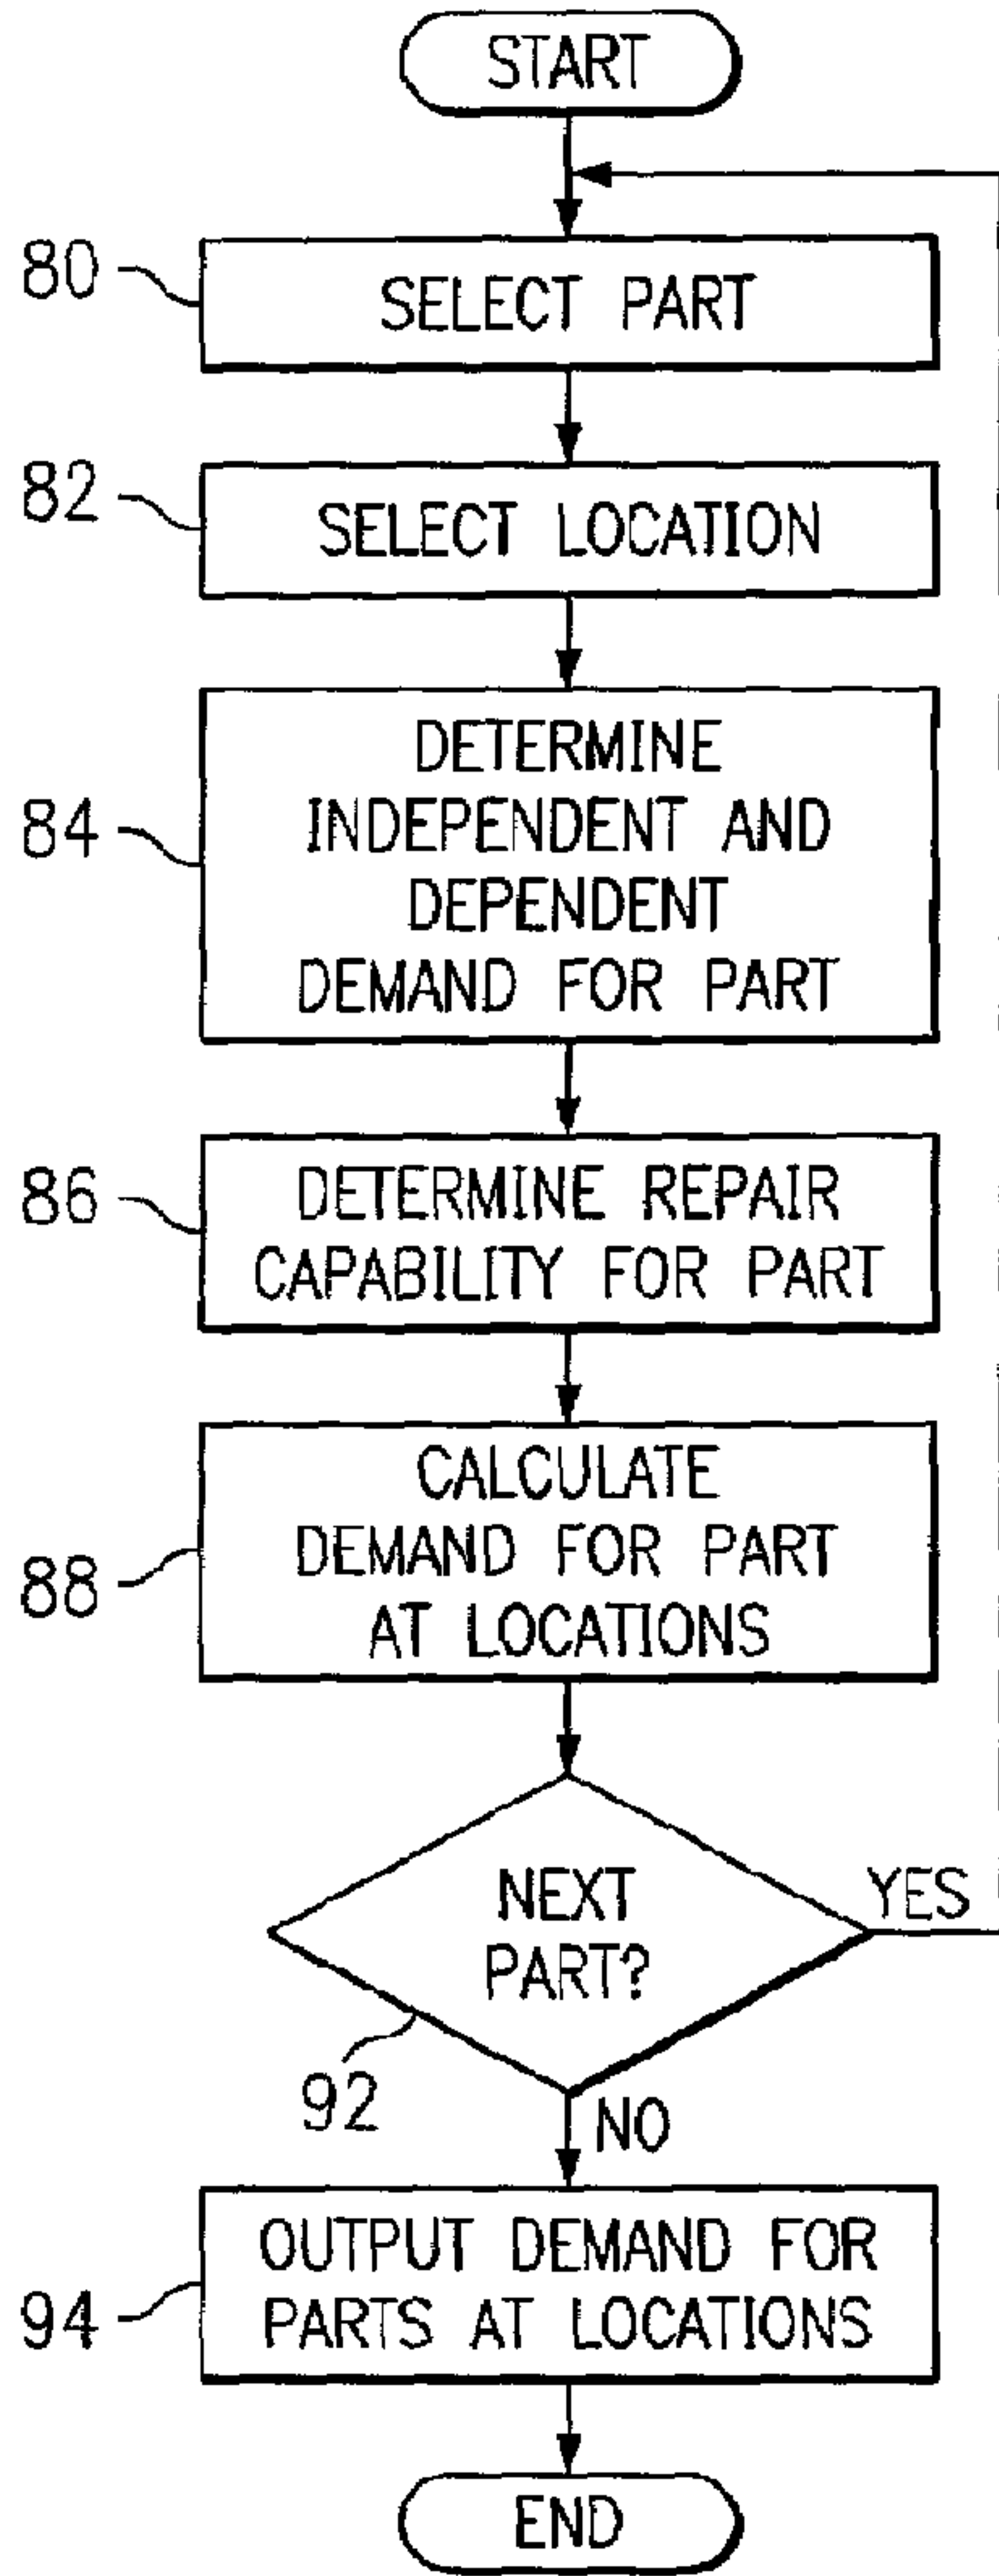 START
80
SELECT PART
82
SELECT LOCATION
84
DETERMINE
INDEPENDENT AND
DEPENDENT
DEMAND FOR PART
86
DETERMINE REPAIR
CAPABILITY FOR PART
88
CALCULATE
DEMAND FOR PART
AT LOCATIONS
NEXT
PART?
YES
92
NO
94
OUTPUT DEMAND FOR
PARTS AT LOCATIONS
END